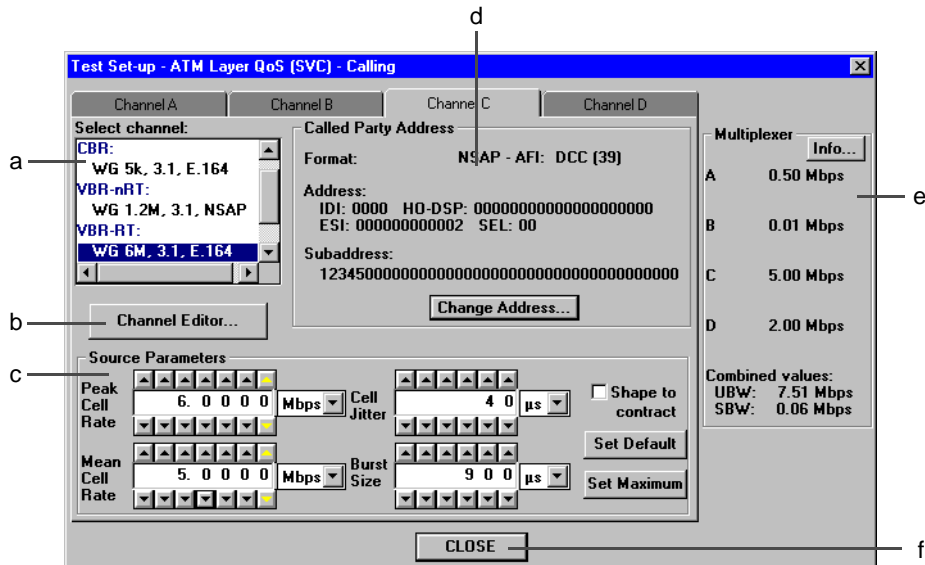 d
Test Set-up - ATM Layer QoS (SVC) - Calling
Channel A
Channel B
Channel C
Channel D
Select channel:
a
CBR:
WG 5k, 3.1, E.164
VBR-nRT:
WG 1.2M, 3.1, NSAP
VBR-RT:
WG 6M, 3.1, E.164
b
Channel Editor...
Called Party Address
Format: NSAP - AFI: DCC (39)
Address:
IDI: 0000 HO-DSP: 00000000000000000000
ESI: 000000000002 SEL: 00
Subaddress:
1234500000000000000000000000000000000000
Change Address...
Multiplexer
Info...
e
A 0.50 Mbps
B 0.01 Mbps
C 5.00 Mbps
D 2.00 Mbps
Combined values:
UBW: 7.51 Mbps
SBW: 0.06 Mbps
c
Source Parameters
Peak Cell Rate
6. 0 0 0 0
Mbps
Cell Jitter
4 0
µs
Shape to contract
Set Default
Mean Cell Rate
5. 0 0 0 0
Mbps
Burst Size
9 0 0
µs
Set Maximum
CLOSE
f